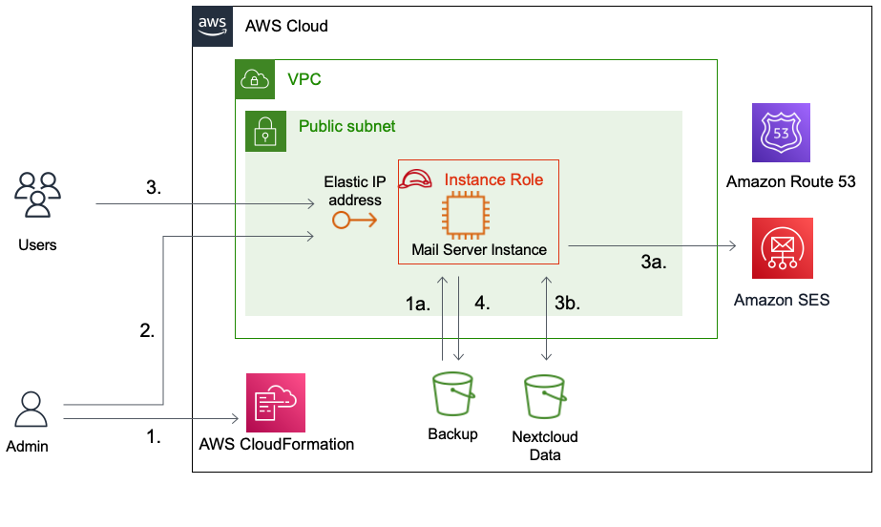 aws
AWS Cloud
VPC
Public subnet
53
Amazon Route 53
Elastic IP
address
Instance Role
Mail Server Instance
3.
Users
Amazon SES
3a.
1a.
4.
3b.
2.
Admin
1.
AWS CloudFormation
Backup
Nextcloud
Data